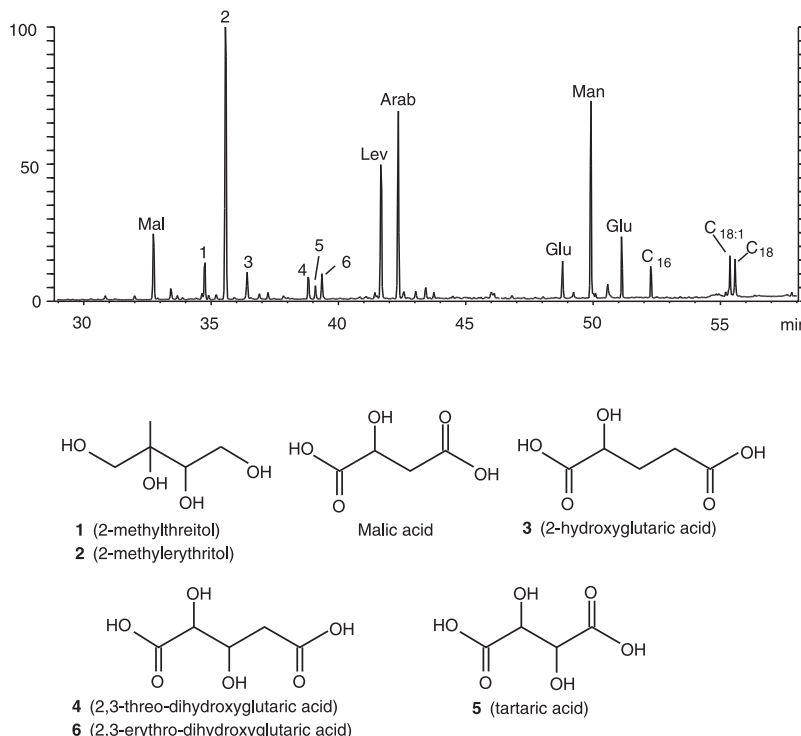 100
50
0
Mal
1
2
3
4
5
6
Lev
Arab
Glu
Man
Glu
C 16
C 18:1
C 18
30
35
40
45
50
55
min
HO
OH
OH
OH
1 (2-methylthreitol)
2 (2-methylerythritol)
OH
O
HO
O
OH
Malic acid
OH
HO
O
O
OH
3 (2-hydroxyglutaric acid)
OH
HO
O
OH
O
OH
4 (2,3-threo-dihydroxyglutaric acid)
6 (2,3-erythro-dihydroxyglutaric acid)
OH
O
HO
O
OH
OH
5 (tartaric acid)